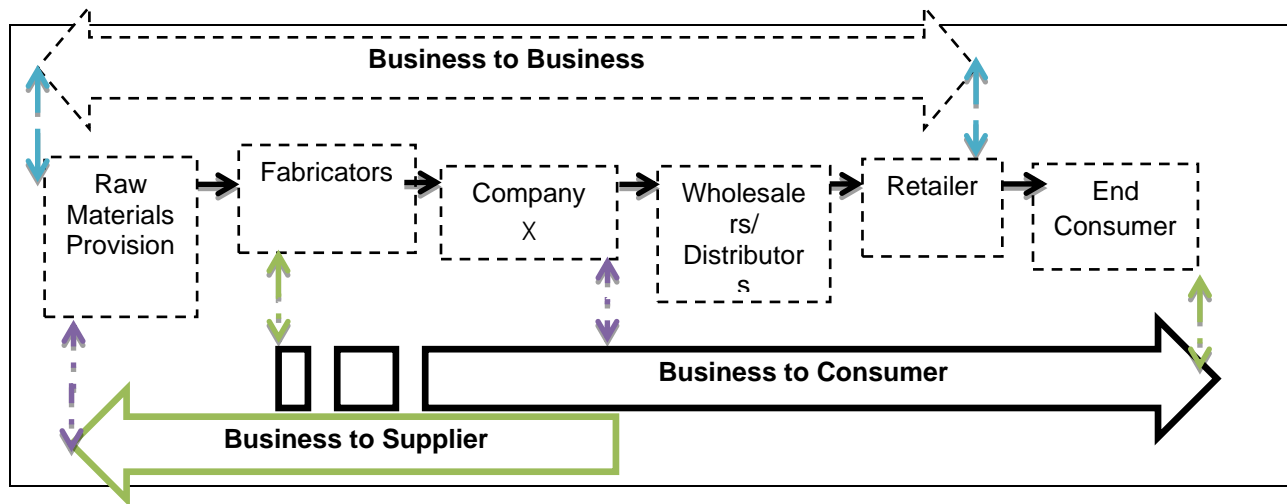 Business to Business
Raw
Materials
Provision
Fabricators
Company
X
Wholesale
rs/
Distributor
s
Retailer
End
Consumer
Business to Consumer
Business to Supplier